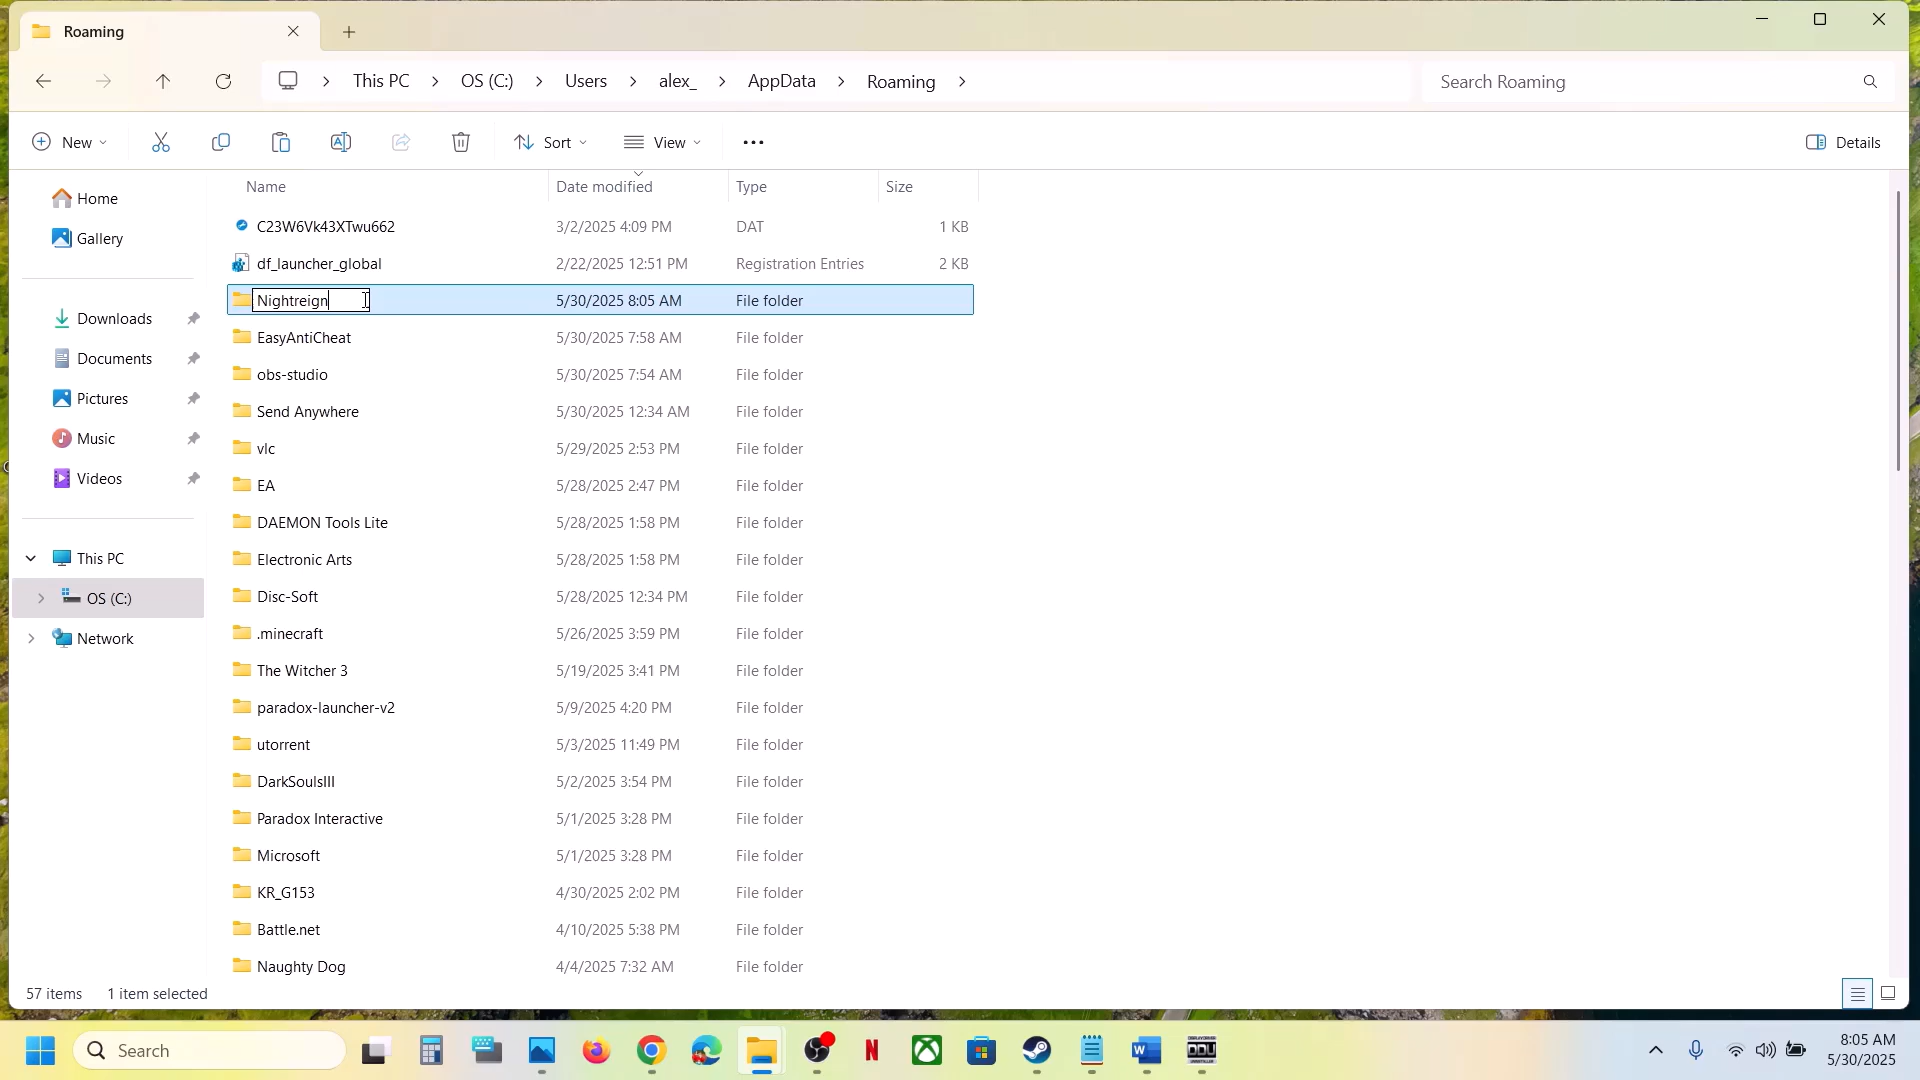 Roaming
This PC OS (C:) Users alex_ AppData Roaming
Search Roaming
New Sort View Details
Name Date modified Type Size
C23W6Vk43XTwu662 3/2/2025 4:09 PM DAT 1 KB
df_launcher_global 2/22/2025 12:51 PM Registration Entries 2 KB
Nightreign 5/30/2025 8:05 AM File folder
EasyAntiCheat 5/30/2025 7:58 AM File folder
obs-studio 5/30/2025 7:54 AM File folder
Send Anywhere 5/30/2025 12:34 AM File folder
vlc 5/29/2025 2:53 PM File folder
EA 5/28/2025 2:47 PM File folder
DAEMON Tools Lite 5/28/2025 1:58 PM File folder
Electronic Arts 5/28/2025 1:58 PM File folder
Disc-Soft 5/28/2025 12:34 PM File folder
.minecraft 5/26/2025 3:59 PM File folder
The Witcher 3 5/19/2025 3:41 PM File folder
paradox-launcher-v2 5/9/2025 4:20 PM File folder
utorrent 5/3/2025 11:49 PM File folder
DarkSoulsIII 5/2/2025 3:54 PM File folder
Paradox Interactive 5/1/2025 3:28 PM File folder
Microsoft 5/1/2025 3:28 PM File folder
KR_G153 4/30/2025 2:02 PM File folder
Battle.net 4/10/2025 5:38 PM File folder
Naughty Dog 4/4/2025 7:32 AM File folder
Home
Gallery
Downloads
Documents
Pictures
Music
Videos
This PC
OS (C:)
Network
57 items 1 item selected
Search
DDU
8:05 AM
5/30/2025